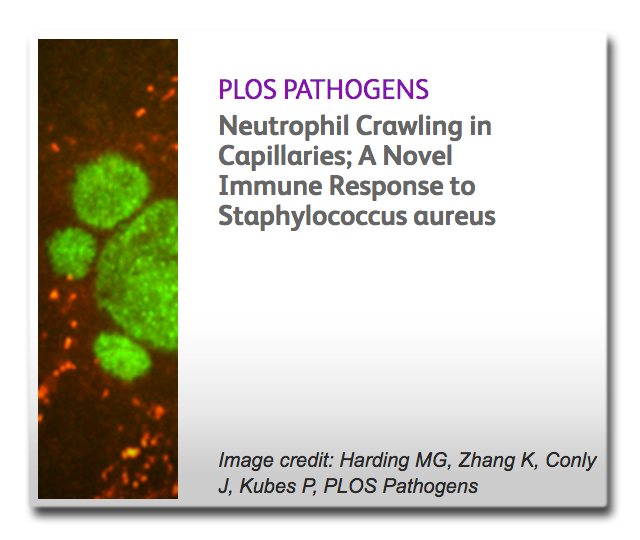 PLOS PATHOGENS
Neutrophil Crawling in
Capillaries; A Novel
Immune Response to
Staphylococcus aureus
Image credit: Harding MG, Zhang K, Conly
J, Kubes P, PLOS Pathogens